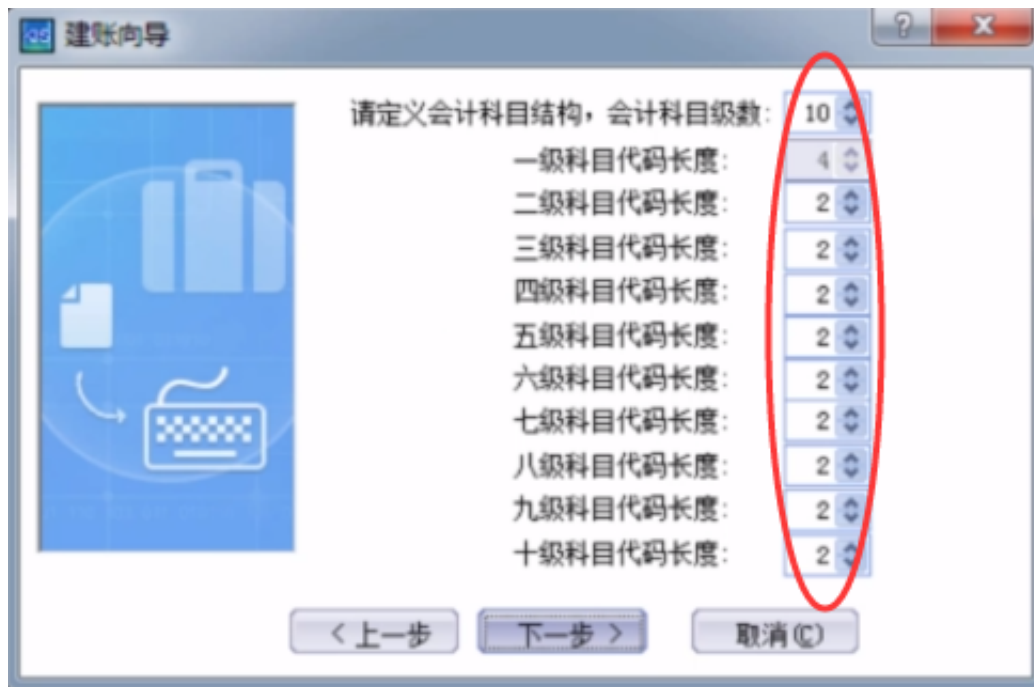 建账向导
请定义会计科目结构，会计科目级数： 10
一级科目代码长度： 4
二级科目代码长度： 2
三级科目代码长度： 2
四级科目代码长度： 2
五级科目代码长度： 2
六级科目代码长度： 2
七级科目代码长度： 2
八级科目代码长度： 2
九级科目代码长度： 2
十级科目代码长度： 2
<上一步 下一步> 取消(C)